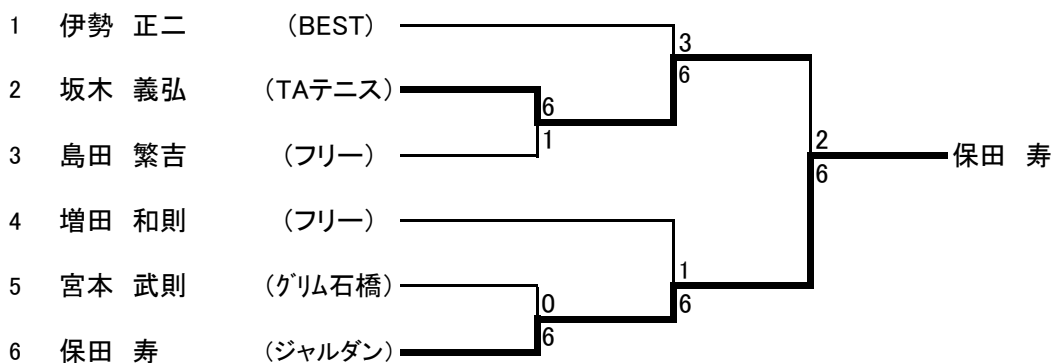 1 伊勢 正二 (BEST)
3
2 坂木 義弘 (TAテニス)
6
6
3 島田 繁吉 (フリー)
1
2
保田 寿
6
4 増田 和則 (フリー)
1
5 宮本 武則 (グリム石橋)
0
6
6 保田 寿 (ジャルダン)
6